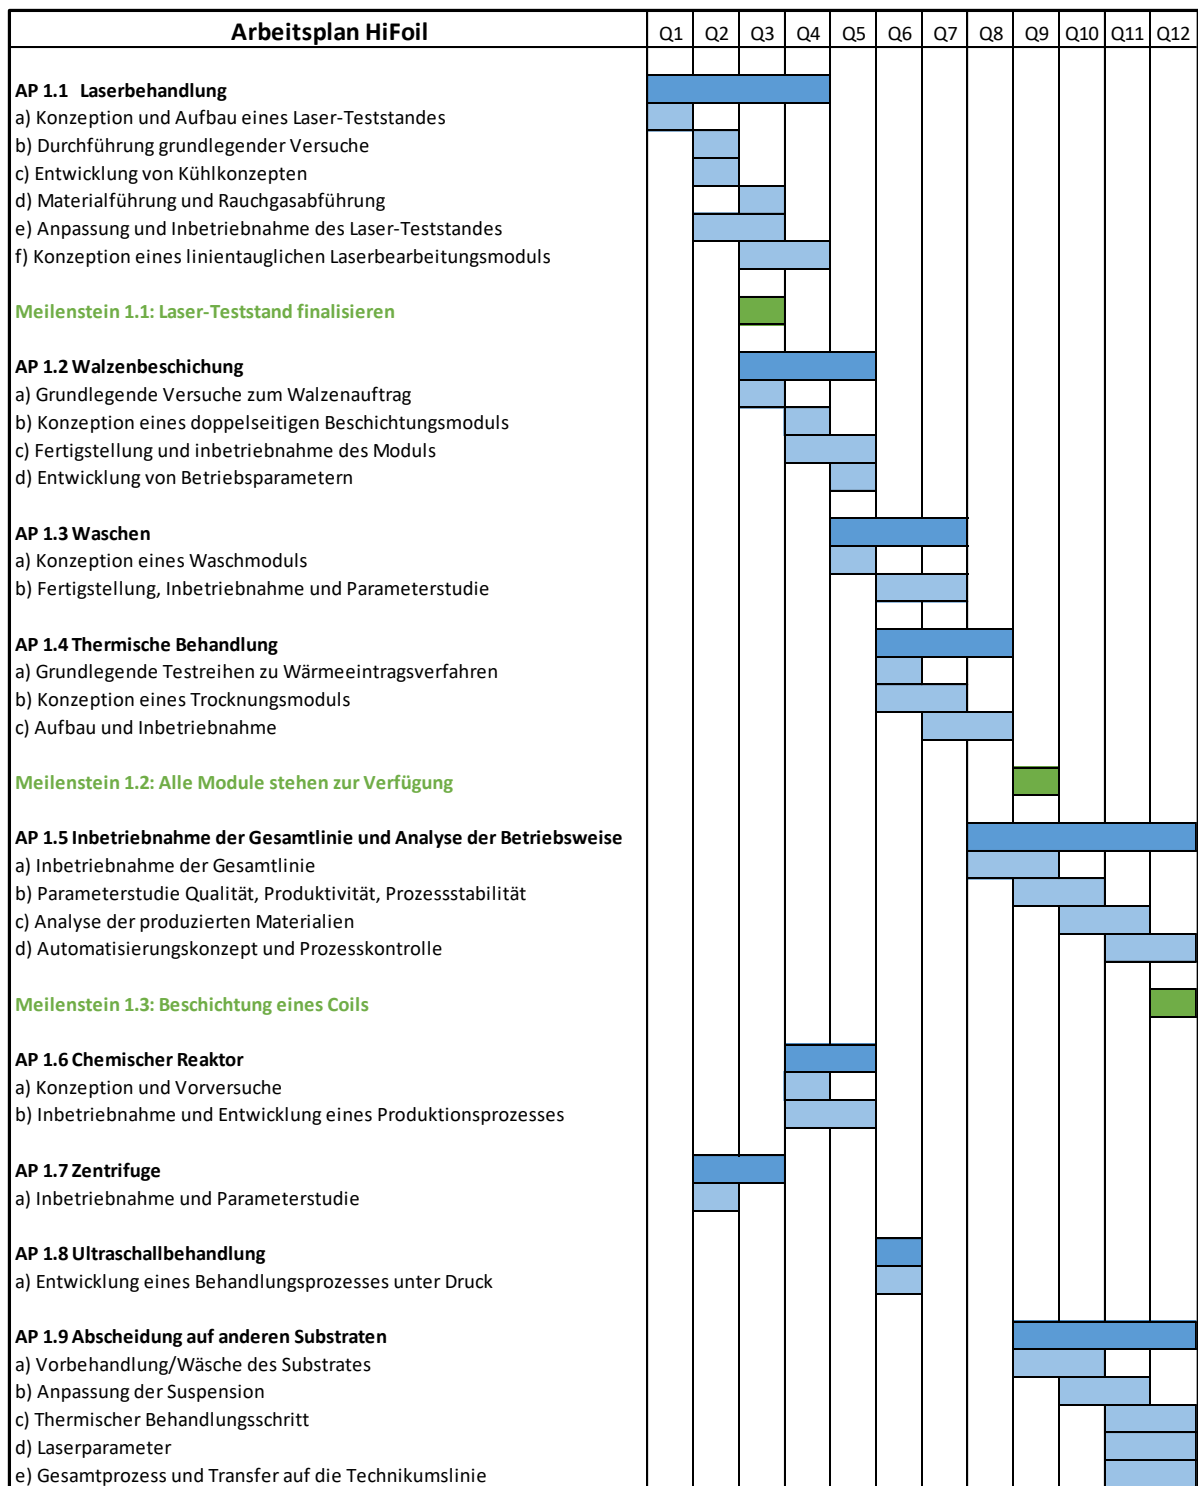 Arbeitsplan HiFoil Q1 Q2 Q3 Q4 Q5 Q6 Q7 Q8 Q9 Q10 Q11 Q12
AP 1.1 Laserbehandlung
a) Konzeption und Aufbau eines Laser-Teststandes
b) Durchführung grundlegender Versuche
c) Entwicklung von Kühlkonzepten
d) Materialführung und Rauchgasabführung
e) Anpassung und Inbetriebnahme des Laser-Teststandes
f) Konzeption eines linientauglichen Laserbearbeitungsmoduls
Meilenstein 1.1: Laser-Teststand finalisieren
AP 1.2 Walzenbeschichung
a) Grundlegende Versuche zum Walzenauftrag
b) Konzeption eines doppelseitigen Beschichtungsmoduls
c) Fertigstellung und inbetriebnahme des Moduls
d) Entwicklung von Betriebsparametern
AP 1.3 Waschen
a) Konzeption eines Waschmoduls
b) Fertigstellung, Inbetriebnahme und Parameterstudie
AP 1.4 Thermische Behandlung
a) Grundlegende Testreihen zu Wärmeeintragsverfahren
b) Konzeption eines Trocknungsmoduls
c) Aufbau und Inbetriebnahme
Meilenstein 1.2: Alle Module stehen zur Verfügung
AP 1.5 Inbetriebnahme der Gesamtlinie und Analyse der Betriebsweise
a) Inbetriebnahme der Gesamtlinie
b) Parameterstudie Qualität, Produktivität, Prozessstabilität
c) Analyse der produzierten Materialien
d) Automatisierungskonzept und Prozesskontrolle
Meilenstein 1.3: Beschichtung eines Coils
AP 1.6 Chemischer Reaktor
a) Konzeption und Vorversuche
b) Inbetriebnahme und Entwicklung eines Produktionsprozesses
AP 1.7 Zentrifuge
a) Inbetriebnahme und Parameterstudie
AP 1.8 Ultraschallbehandlung
a) Entwicklung eines Behandlungsprozesses unter Druck
AP 1.9 Abscheidung auf anderen Substraten
a) Vorbehandlung/Wäsche des Substrates
b) Anpassung der Suspension
c) Thermischer Behandlungsschritt
d) Laserparameter
e) Gesamtprozess und Transfer auf die Technikumslinie